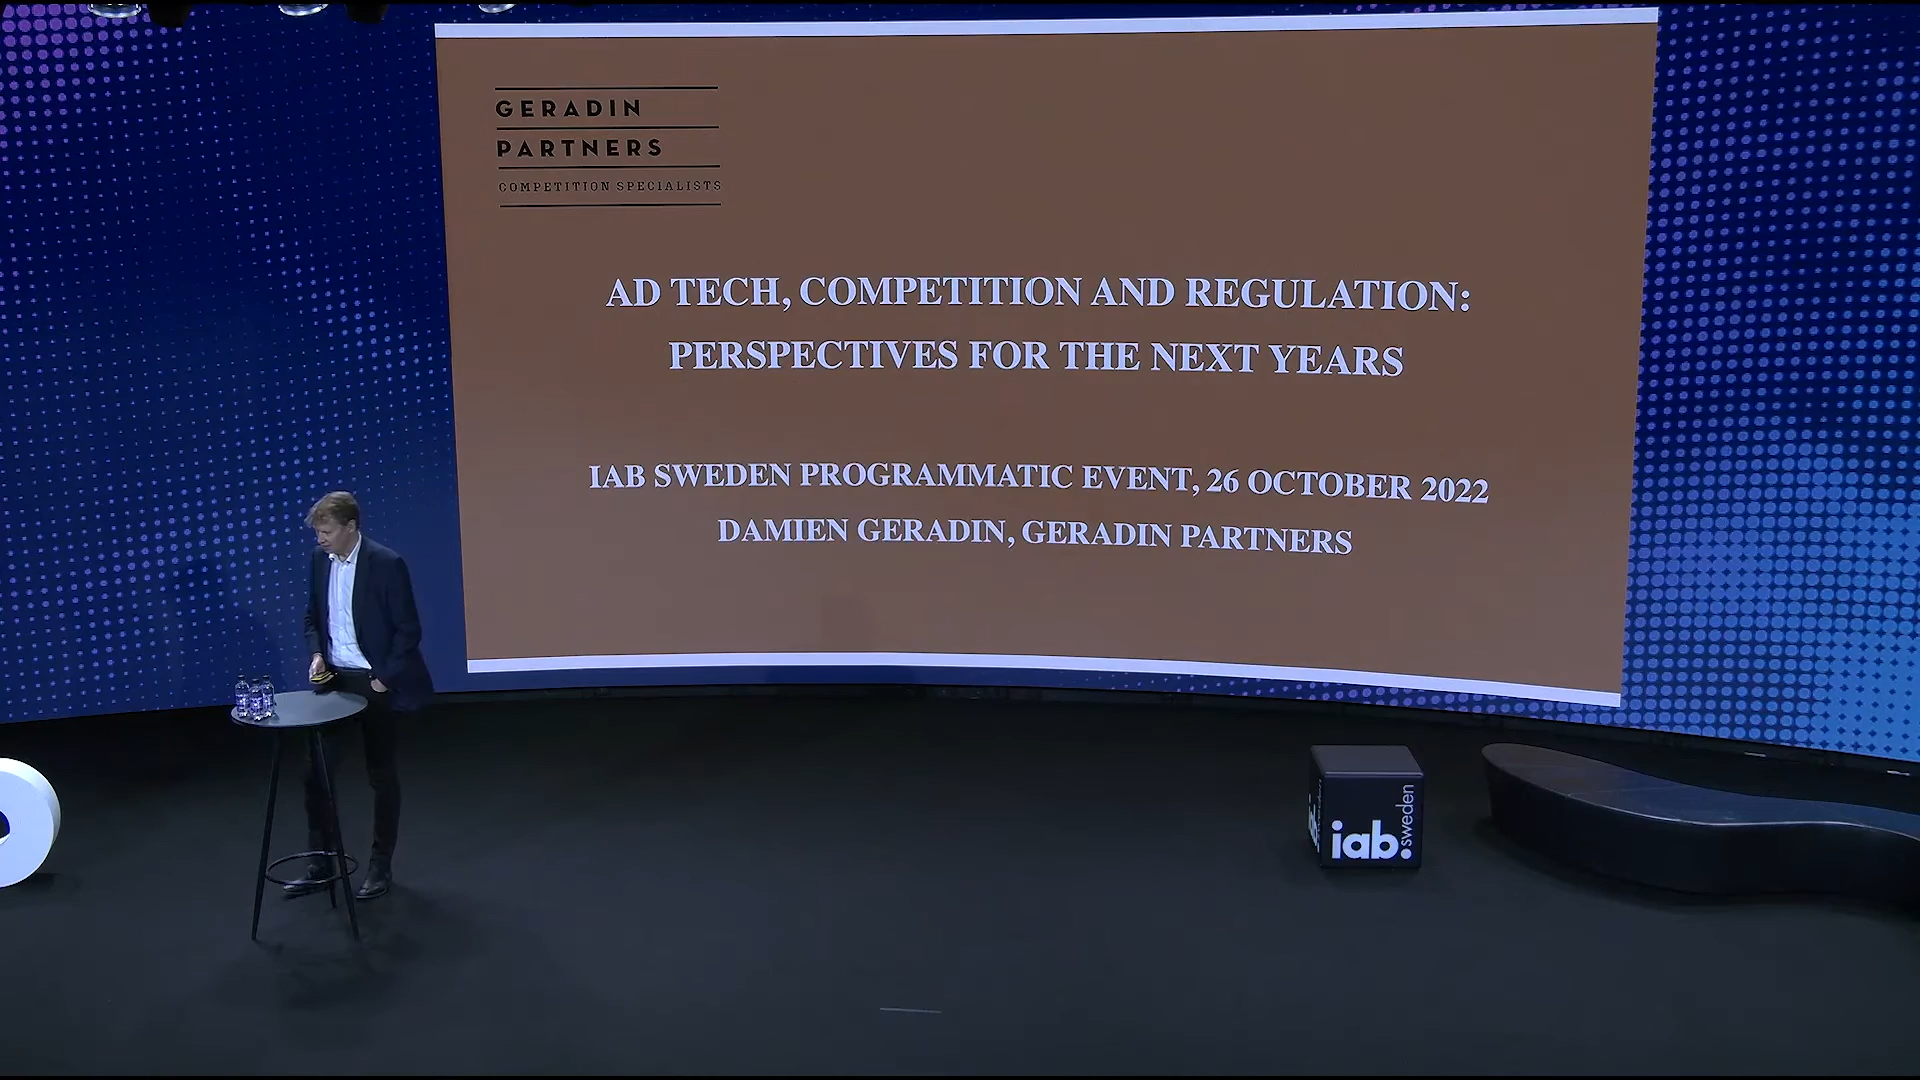 GERADIN
PARTNERS
COMPETITION SPECIALISTS
AD TECH, COMPETITION AND REGULATION:
PERSPECTIVES FOR THE NEXT YEARS
IAB SWEDEN PROGRAMMATIC EVENT, 26 OCTOBER 2022
DAMIEN GERADIN, GERADIN PARTNERS
iab.
sweden